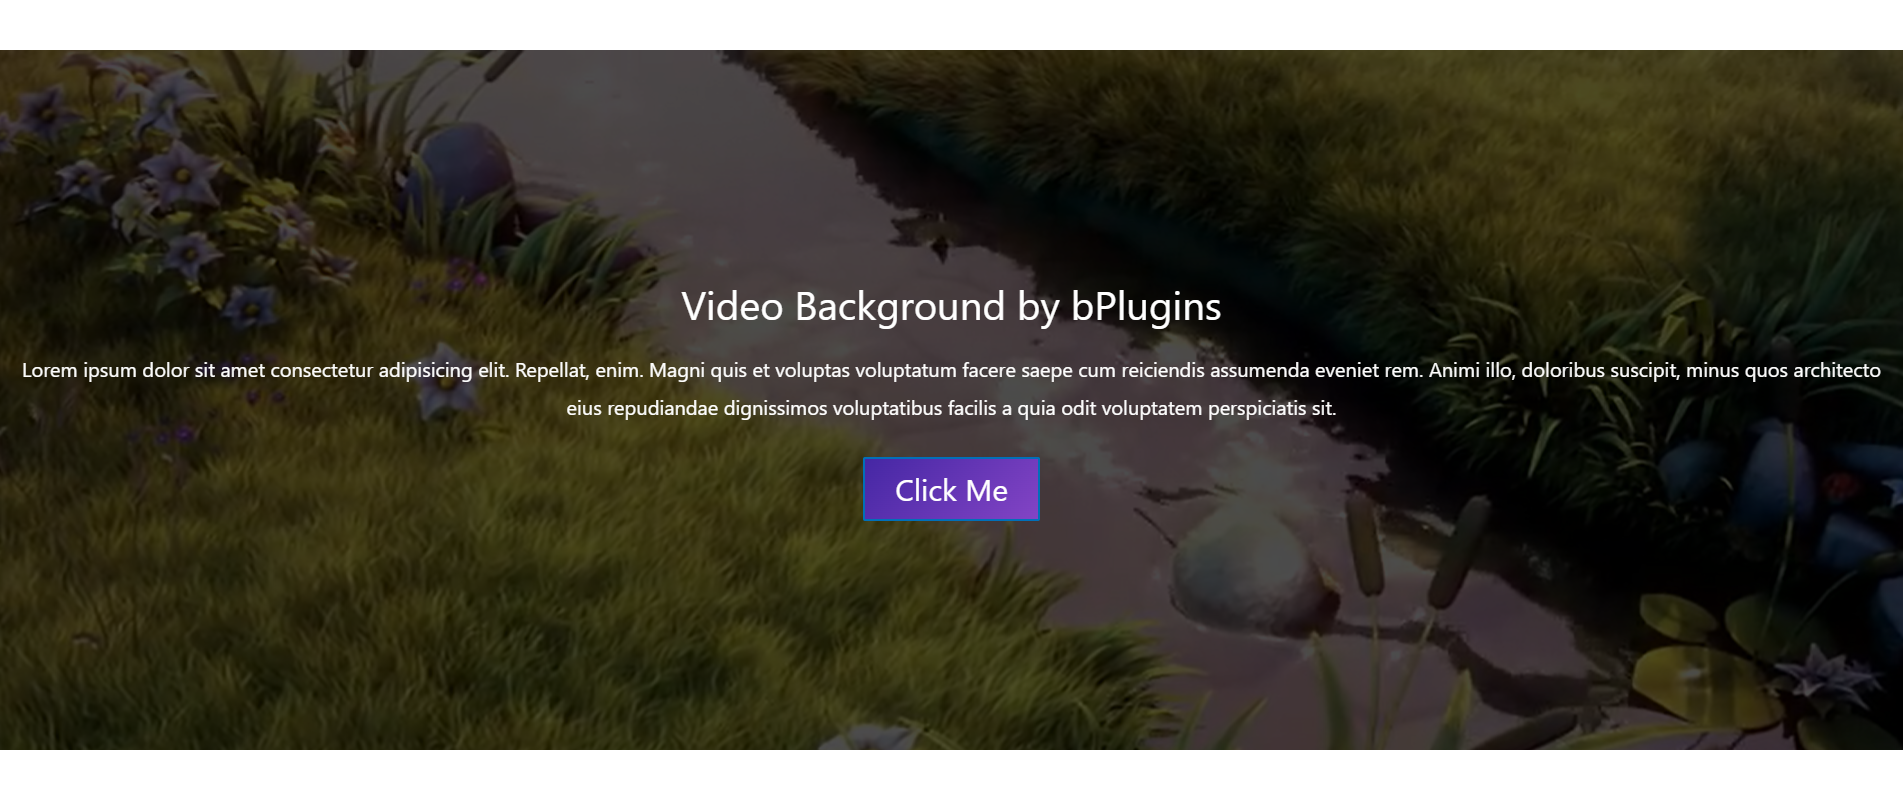 Video Background by bPlugins
Lorem ipsum dolor sit amet consectetur adipisicing elit. Repellat, enim. Magni quis et voluptas voluptatum facere saepe cum reiciendis assumenda eveniet rem. Animi illo, doloribus suscipit, minus quos architecto
eius repudiandae dignissimos voluptatibus facilis a quia odit voluptatem perspiciatis sit.
Click Me